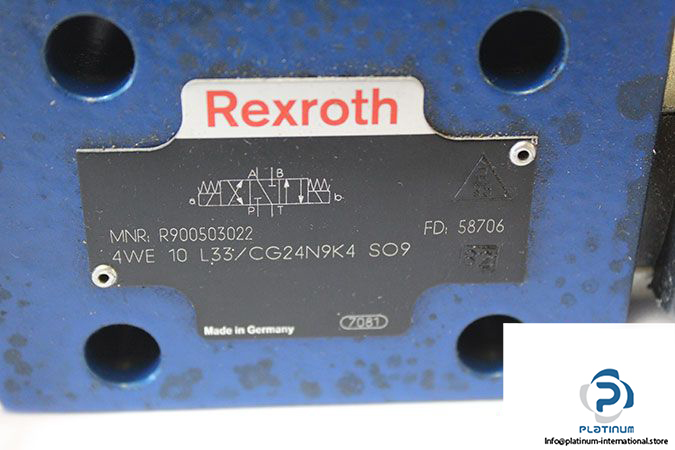 Rexroth
A B
a b
P T
MNR: R900503022 FD: 58706
4WE 10 L33/CG24N9K4 SO9
Made in Germany 7081
PLATINUM
Info@platinum-international.store